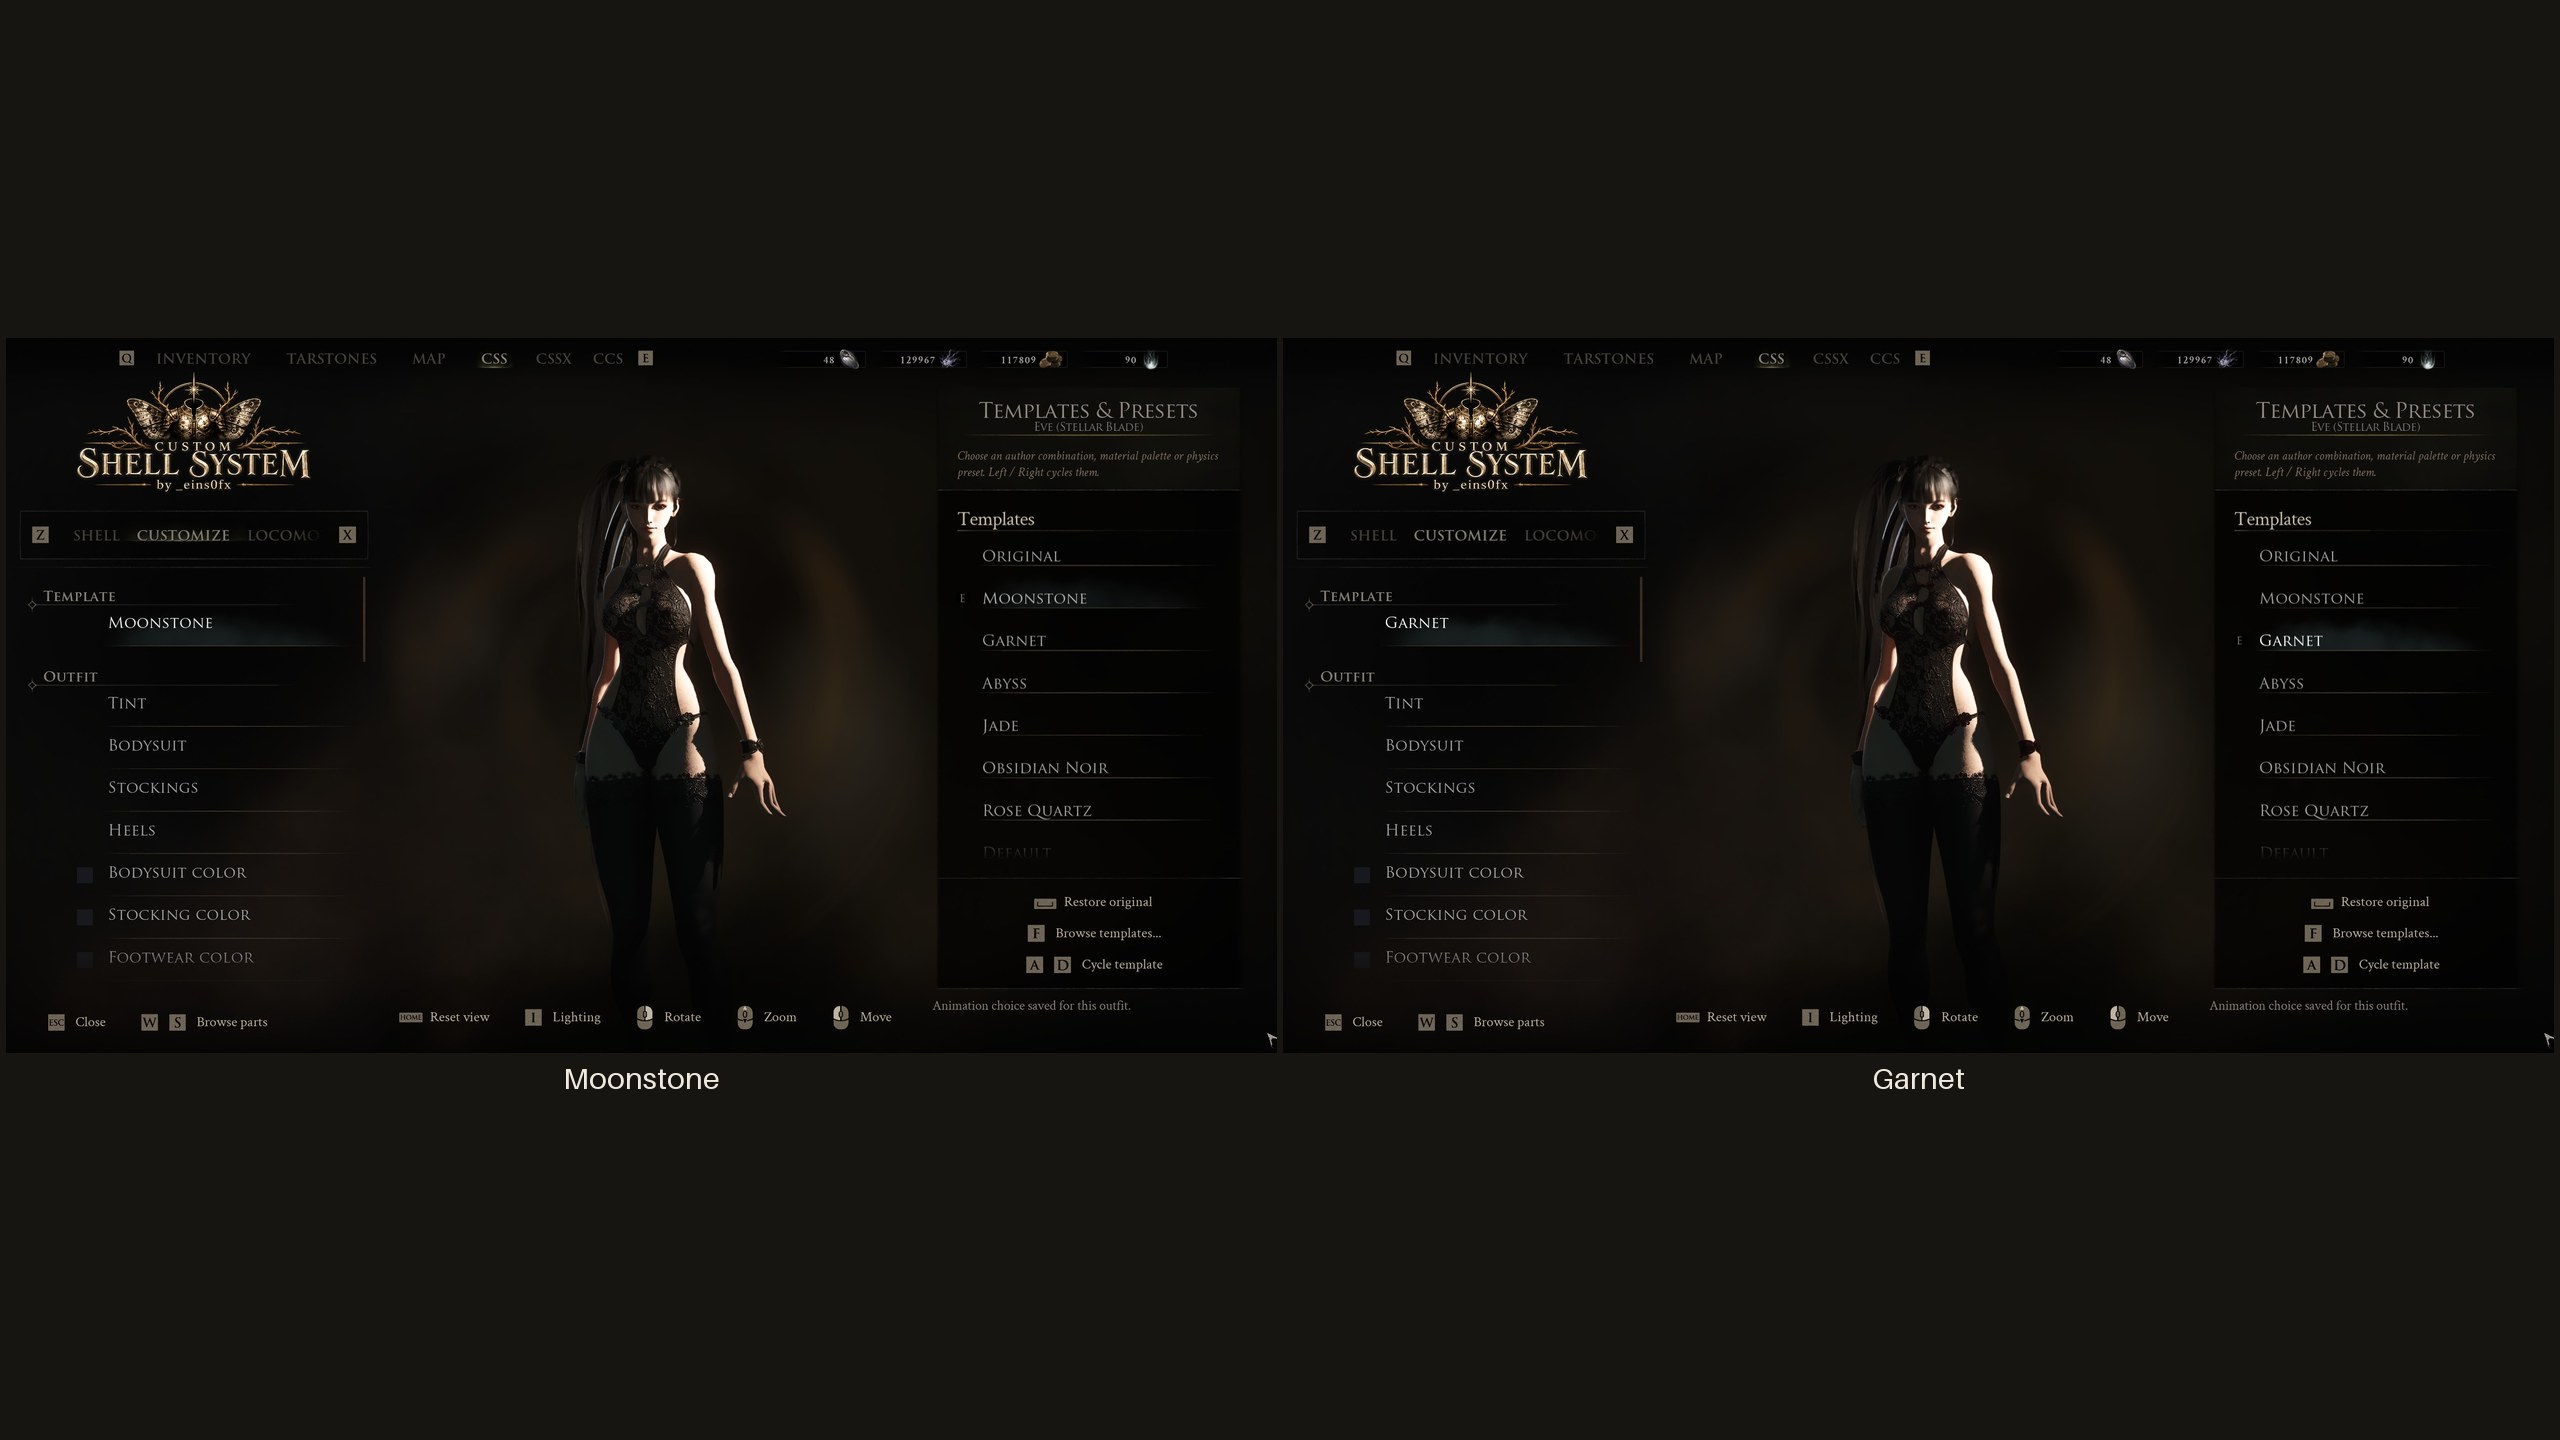 Q INVENTORY TARSTONES MAP CSS CSSX CCS E
48 129967 117809 90
CUSTOM
SHELL SYSTEM
by _eins0fx
Z SHELL CUSTOMIZE LOCOMO X
TEMPLATE
MOONSTONE
OUTFIT
TINT
BODYSUIT
STOCKINGS
HEELS
BODYSUIT COLOR
STOCKING COLOR
FOOTWEAR COLOR
ESC Close W S Browse parts
HOME Reset view I Lighting Rotate Zoom Move
TEMPLATES & PRESETS
EVE (STELLAR BLADE)
Choose an author combination, material palette or physics
preset. Left / Right cycles them.
Templates
ORIGINAL
E MOONSTONE
GARNET
ABYSS
JADE
OBSIDIAN NOIR
ROSE QUARTZ
DEFAULT
Restore original
F Browse templates...
A D Cycle template
Animation choice saved for this outfit.
Moonstone
Q INVENTORY TARSTONES MAP CSS CSSX CCS E
48 129967 117809 90
CUSTOM
SHELL SYSTEM
by _eins0fx
Z SHELL CUSTOMIZE LOCOMO X
TEMPLATE
GARNET
OUTFIT
TINT
BODYSUIT
STOCKINGS
HEELS
BODYSUIT COLOR
STOCKING COLOR
FOOTWEAR COLOR
ESC Close W S Browse parts
HOME Reset view I Lighting Rotate Zoom Move
TEMPLATES & PRESETS
EVE (STELLAR BLADE)
Choose an author combination, material palette or physics
preset. Left / Right cycles them.
Templates
ORIGINAL
MOONSTONE
E GARNET
ABYSS
JADE
OBSIDIAN NOIR
ROSE QUARTZ
DEFAULT
Restore original
F Browse templates...
A D Cycle template
Animation choice saved for this outfit.
Garnet